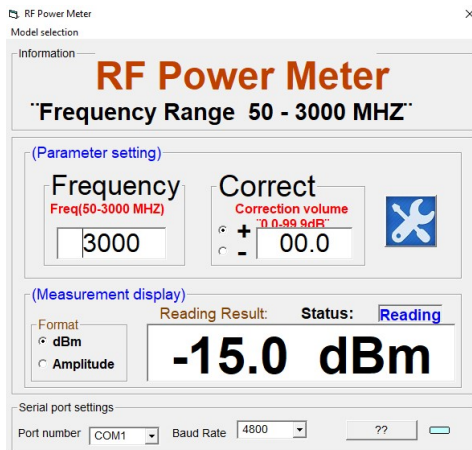 RF Power Meter
Model selection
Information
RF Power Meter
¨Frequency Range 50 - 3000 MHZ¨
(Parameter setting)
Frequency
Freq(50-3000 MHZ)
3000
Correct
Correction volume
¨0.0-99.9dB¨
+
-
00.0
(Measurement display)
Format
dBm
Amplitude
Reading Result: Status: Reading
-15.0 dBm
Serial port settings
Port number COM1 Baud Rate 4800 ??